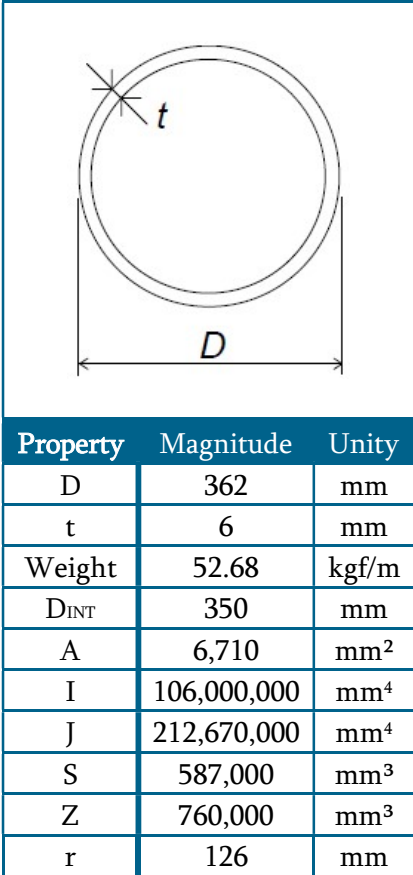 t
D
Property Magnitude Unity
D 362 mm
t 6 mm
Weight 52.68 kgf/m
DINT 350 mm
A 6,710 mm²
I 106,000,000 mm⁴
J 212,670,000 mm⁴
S 587,000 mm³
Z 760,000 mm³
r 126 mm